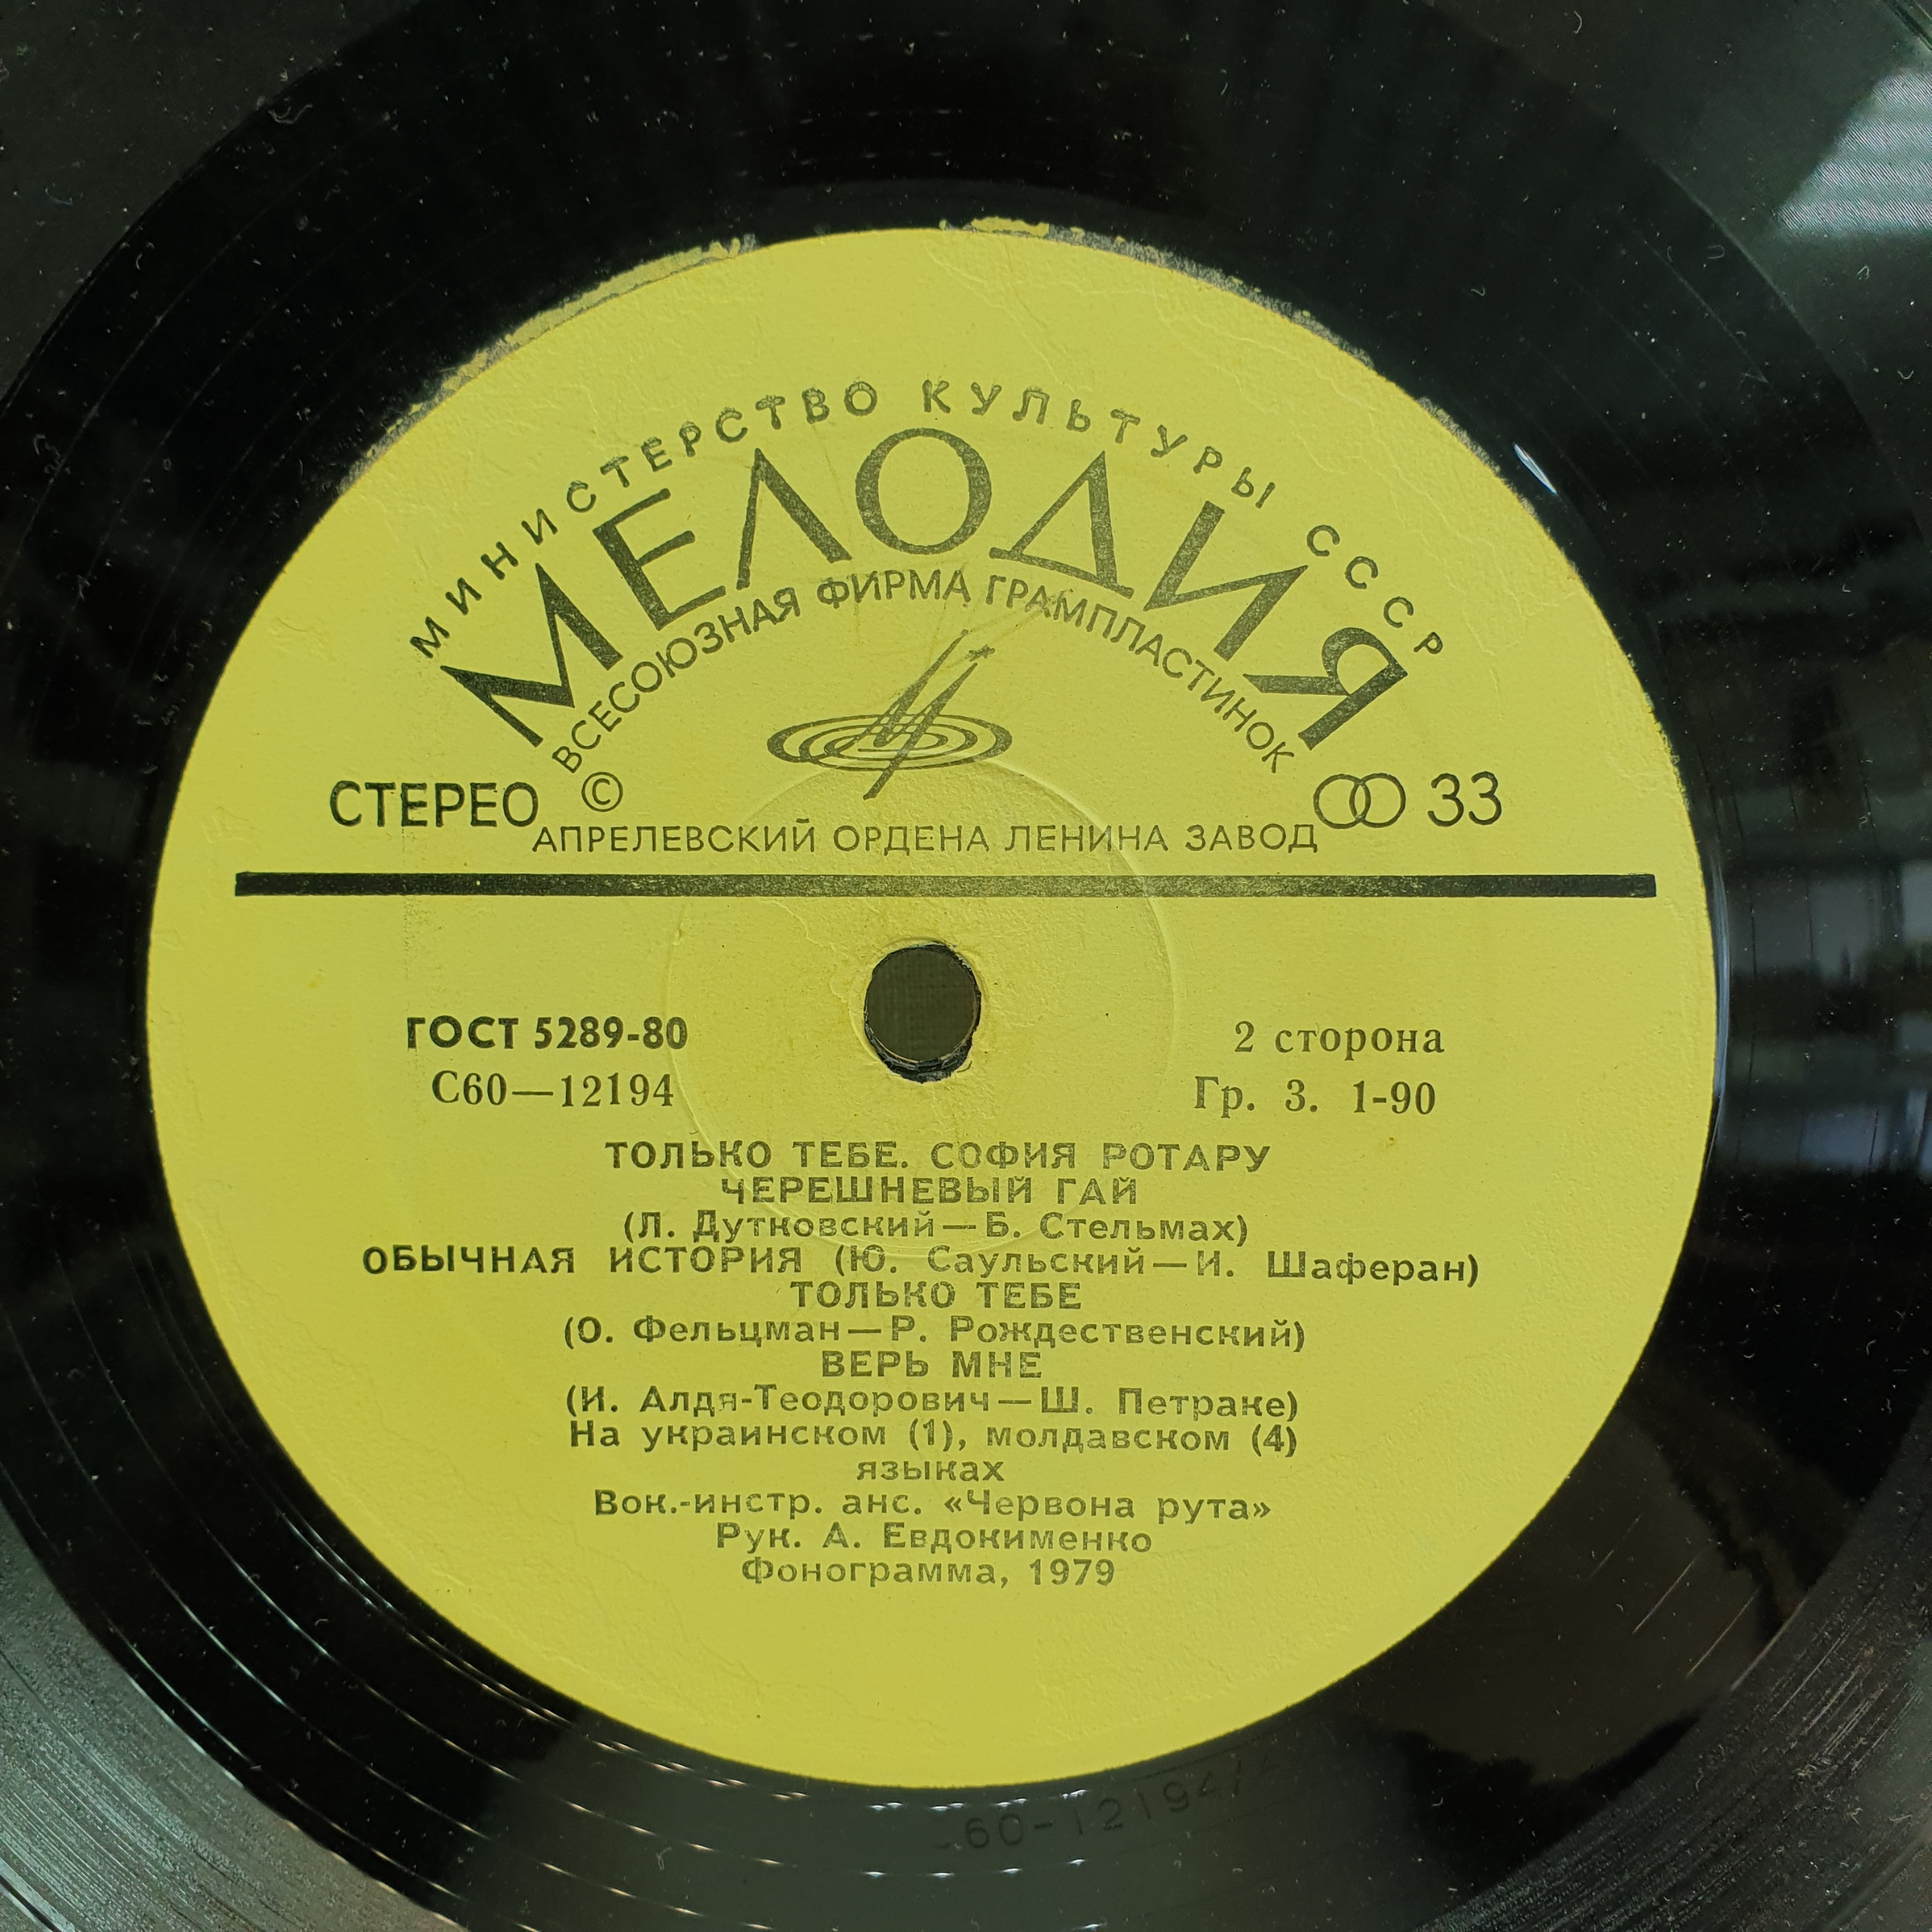 МИНИСТЕРСТВО КУЛЬТУРЫ СССР
МЕЛОДИЯ
ВСЕСОЮЗНАЯ ФИРМА ГРАМПЛАСТИНОК
СТЕРЕО © 33
АПРЕЛЕВСКИЙ ОРДЕНА ЛЕНИНА ЗАВОД
ГОСТ 5289-80 2 сторона
С60—12194 Гр. 3. 1-90
ТОЛЬКО ТЕБЕ. СОФИЯ РОТАРУ
ЧЕРЕШНЕВЫЙ ГАЙ
(Л. Дутковский—Б. Стельмах)
ОБЫЧНАЯ ИСТОРИЯ (Ю. Саульский—И. Шаферан)
ТОЛЬКО ТЕБЕ
(О. Фельцман—Р. Рождественский)
ВЕРЬ МНЕ
(И. Алдя-Теодорович—Ш. Петраке)
На украинском (1), молдавском (4)
языках
Вок.-инстр. анс. «Червона рута»
Рук. А. Евдокименко
Фонограмма, 1979